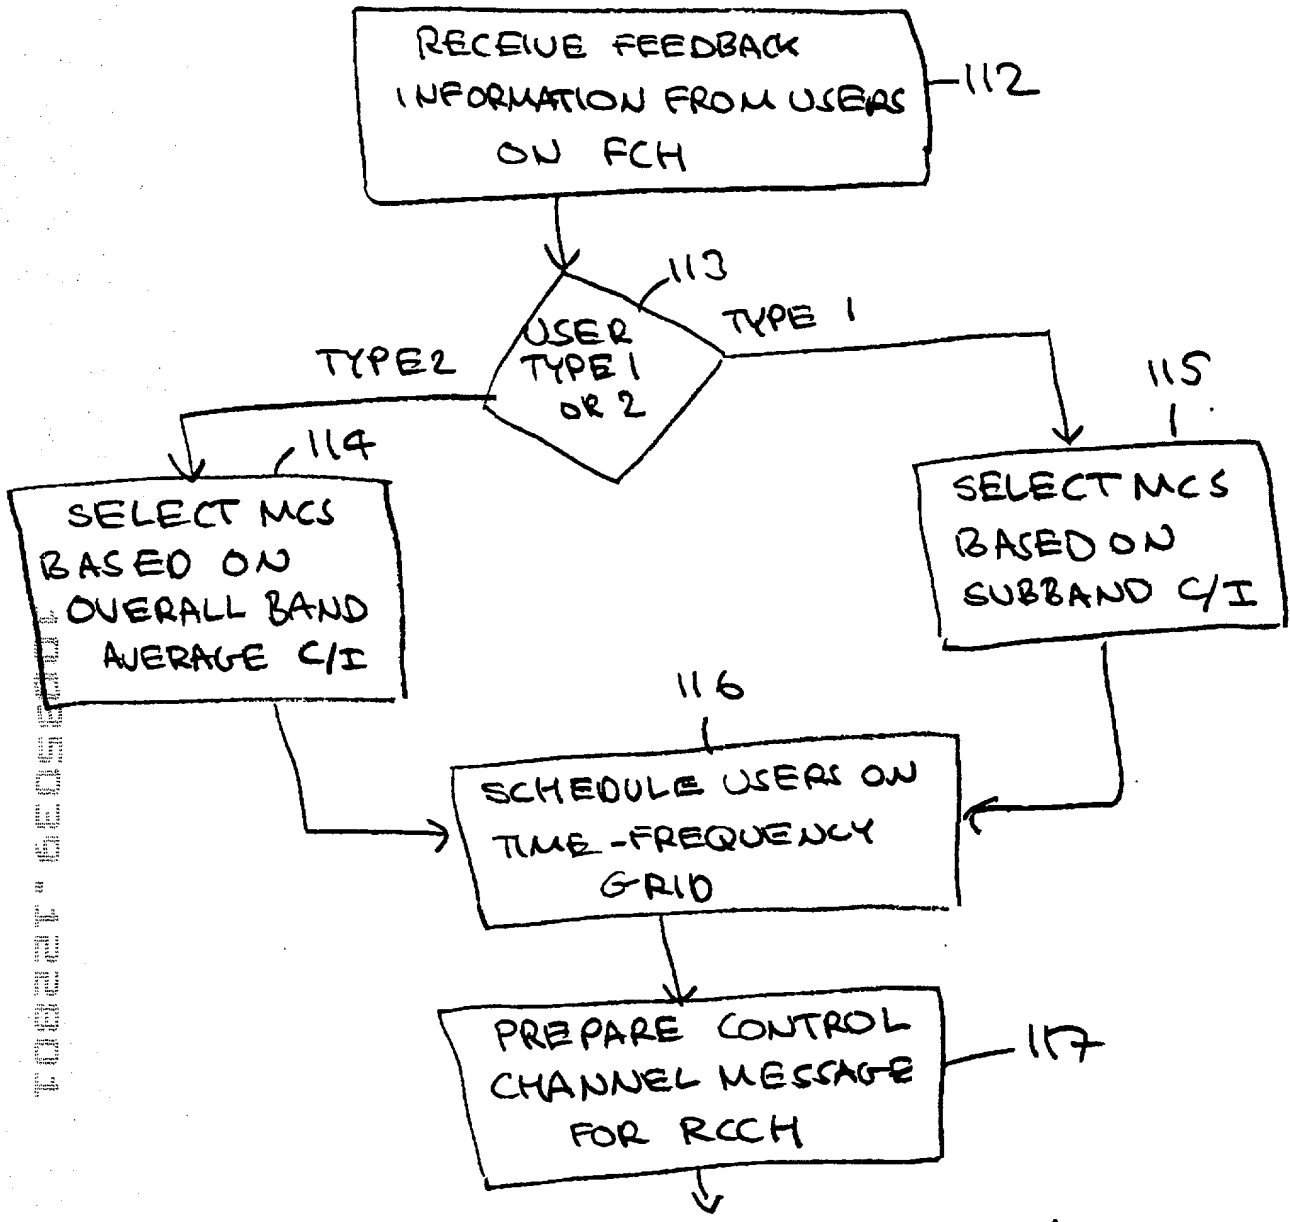 RECEIVE FEEDBACK
INFORMATION FROM USERS
ON FCH
112
113
USER
TYPE 1
OR 2
TYPE 1
TYPE 2
114
SELECT MCS
BASED ON
OVERALL BAND
AVERAGE C/I
115
SELECT MCS
BASED ON
SUBBAND C/I
116
SCHEDULE USERS ON
TIME-FREQUENCY
GRID
PREPARE CONTROL
CHANNEL MESSAGE
FOR RCCH
117